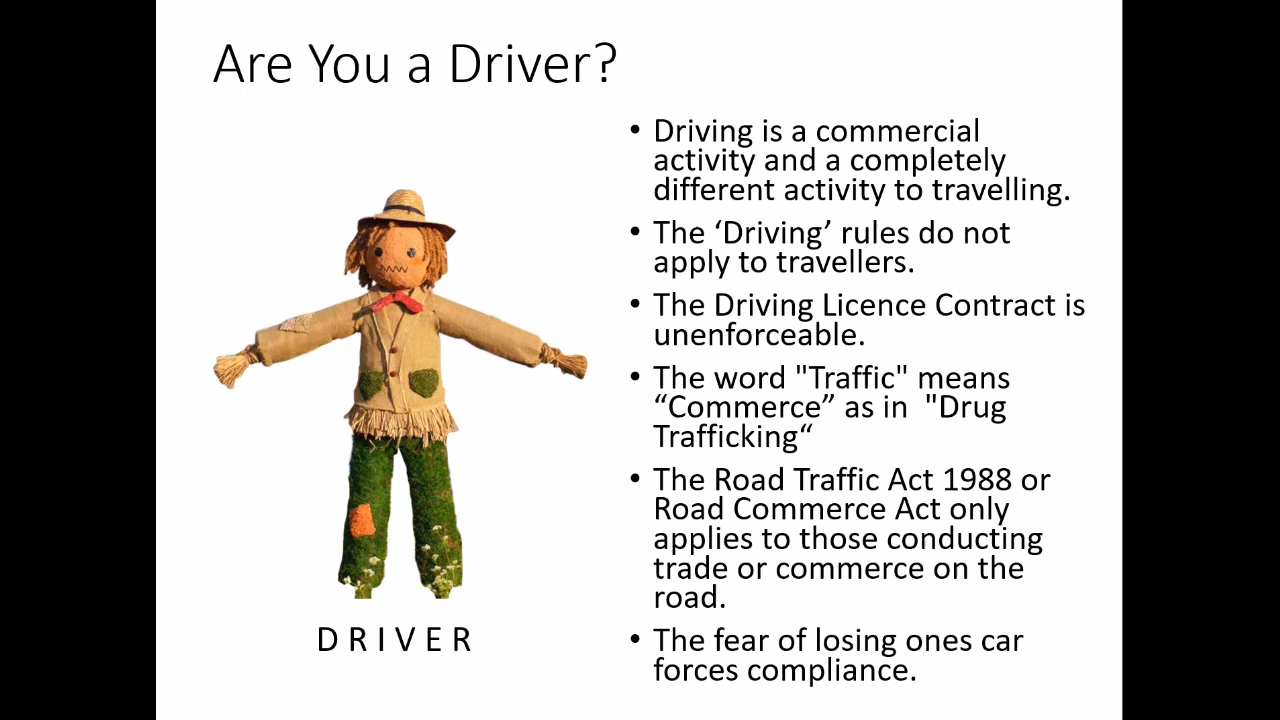 Are You a Driver?
• Driving is a commercial
activity and a completely
different activity to travelling.
• The ‘Driving’ rules do not
apply to travellers.
• The Driving Licence Contract is
unenforceable.
• The word "Traffic" means
“Commerce” as in  "Drug
Trafficking“
• The Road Traffic Act 1988 or
Road Commerce Act only
applies to those conducting
trade or commerce on the
road.
• The fear of losing ones car
forces compliance.
D R I V E R